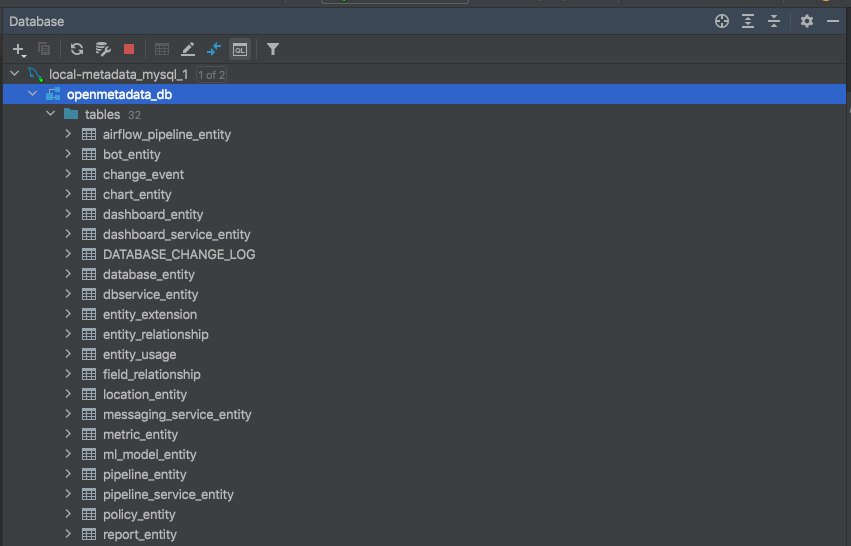 Database
QL
local-metadata_mysql_1 1 of 2
openmetadata_db
tables 32
airflow_pipeline_entity
bot_entity
change_event
chart_entity
dashboard_entity
dashboard_service_entity
DATABASE_CHANGE_LOG
database_entity
dbservice_entity
entity_extension
entity_relationship
entity_usage
field_relationship
location_entity
messaging_service_entity
metric_entity
ml_model_entity
pipeline_entity
pipeline_service_entity
policy_entity
report_entity